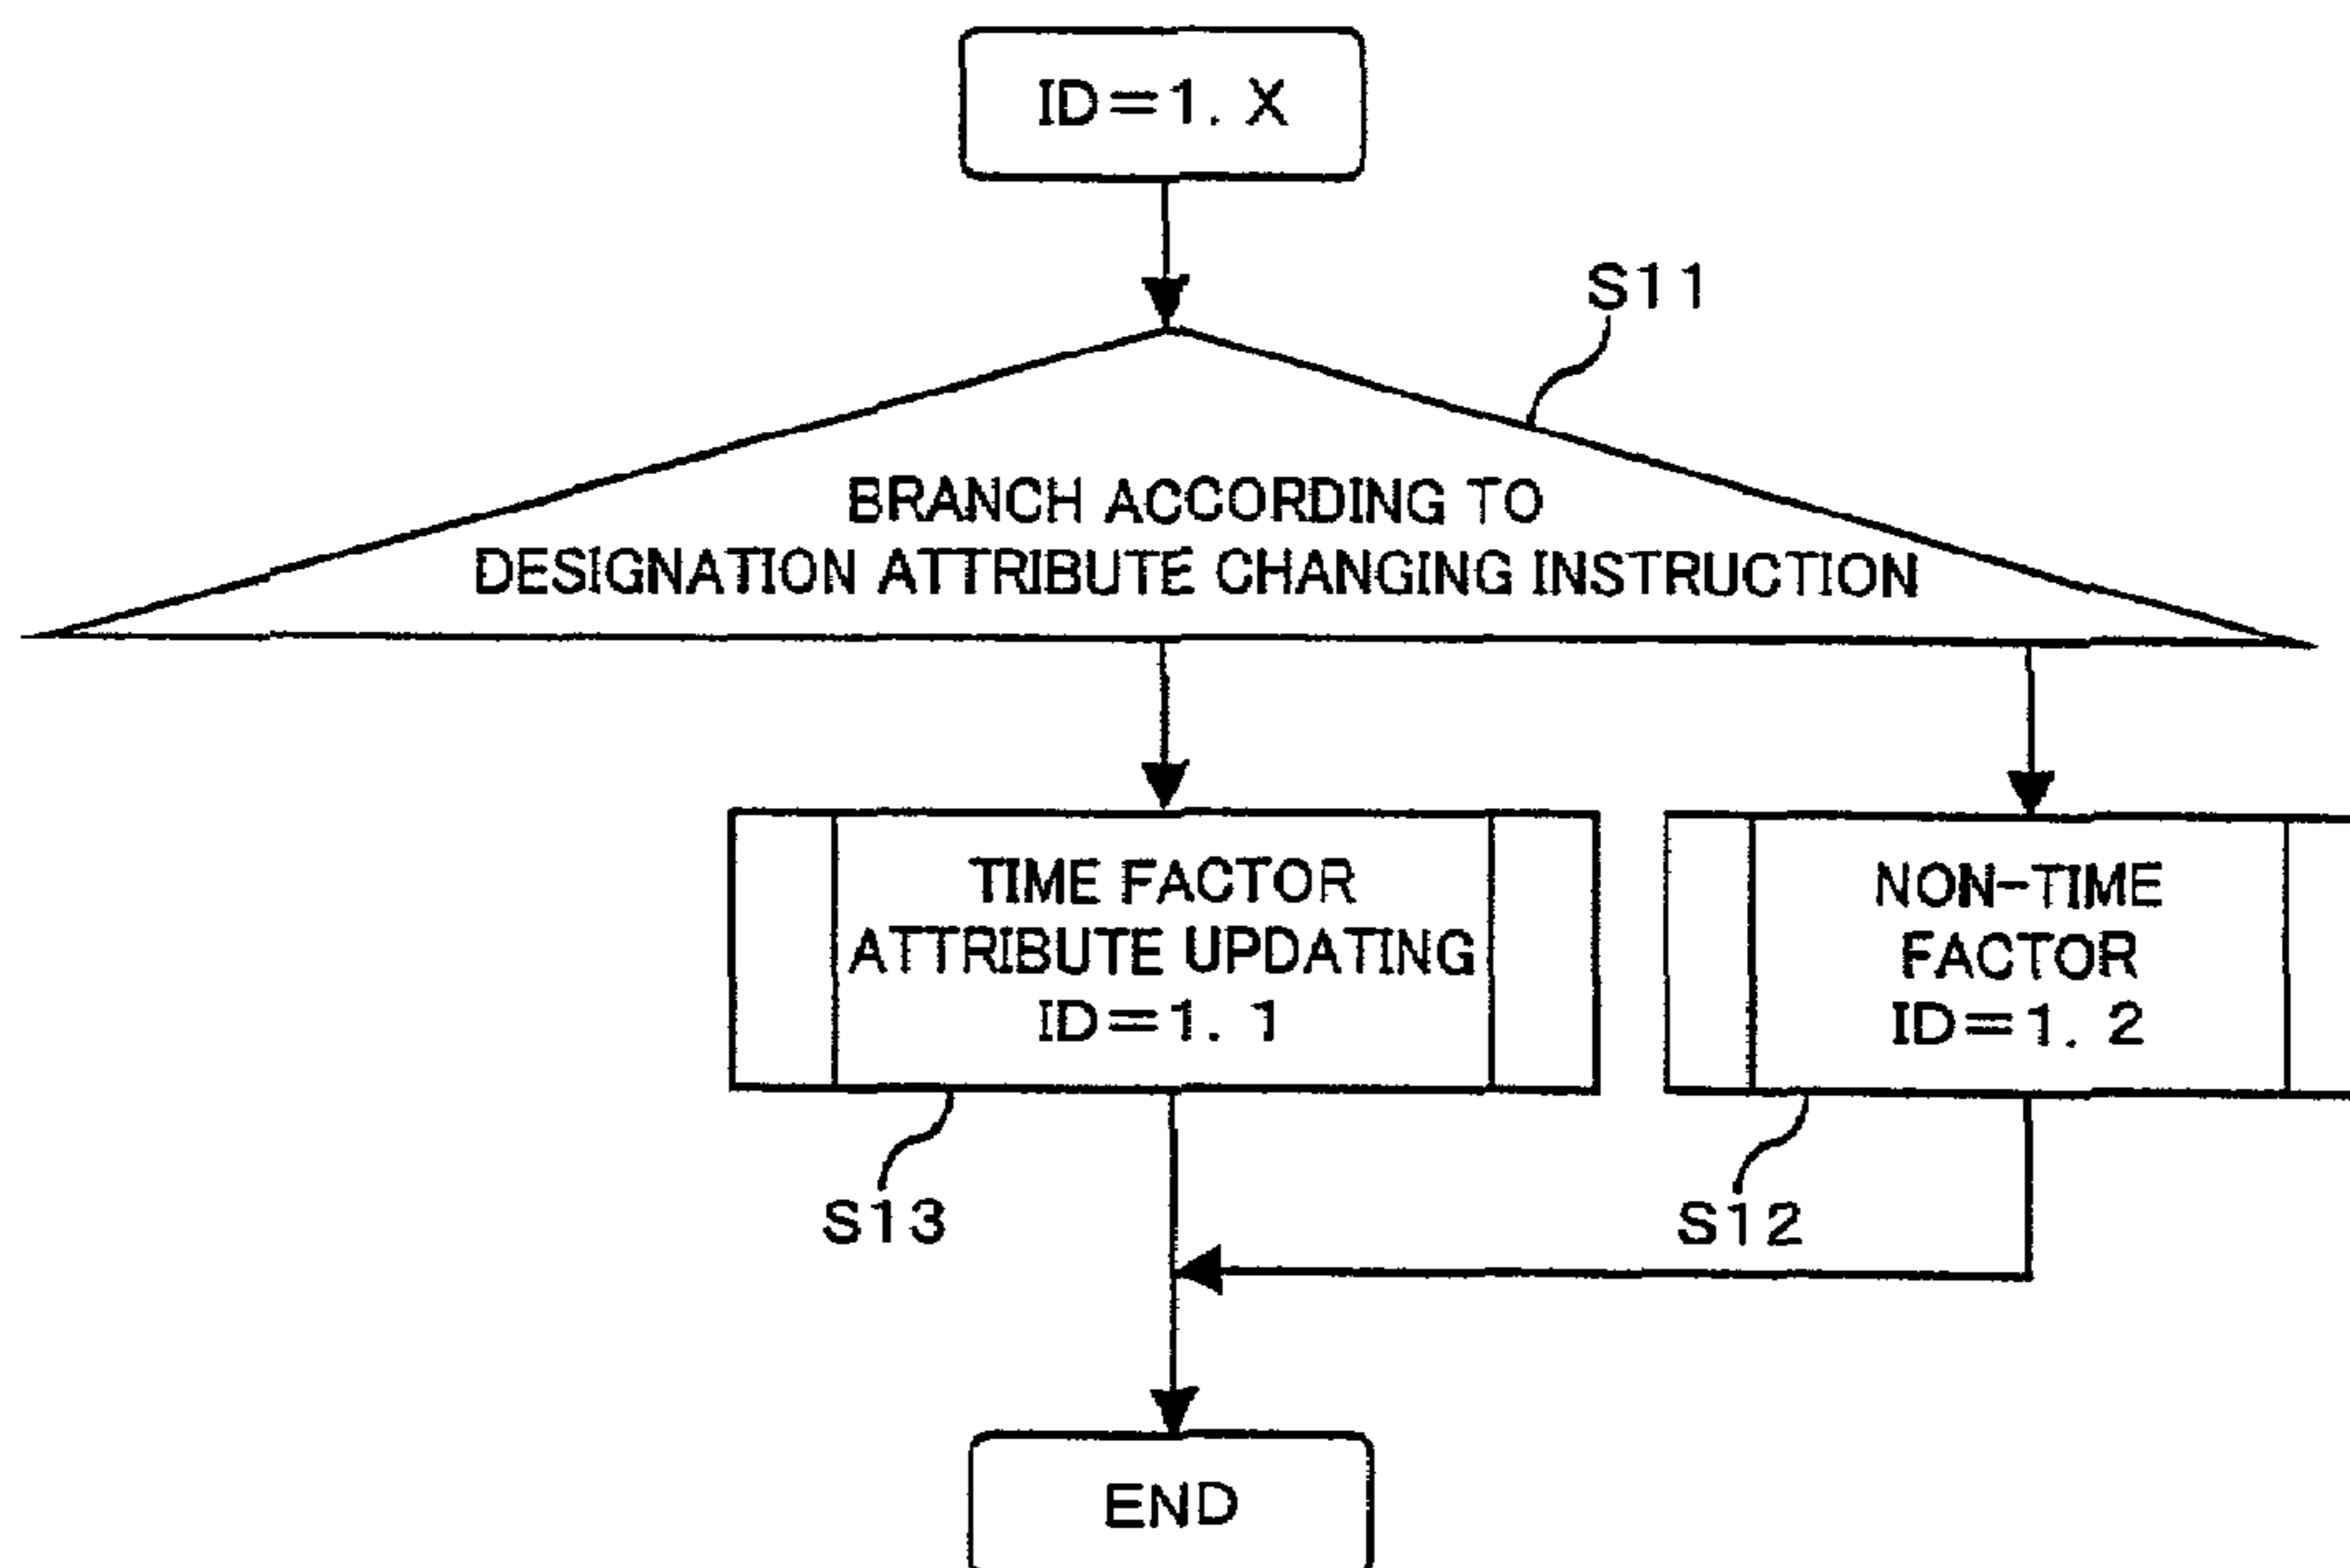 ID=1. X
S11
BRANCH ACCORDING TO
DESIGNATION ATTRIBUTE CHANGING INSTRUCTION
TIME FACTOR
ATTRIBUTE UPDATING
ID=1. 1
NON-TIME
FACTOR
ID=1. 2
S13
S12
END